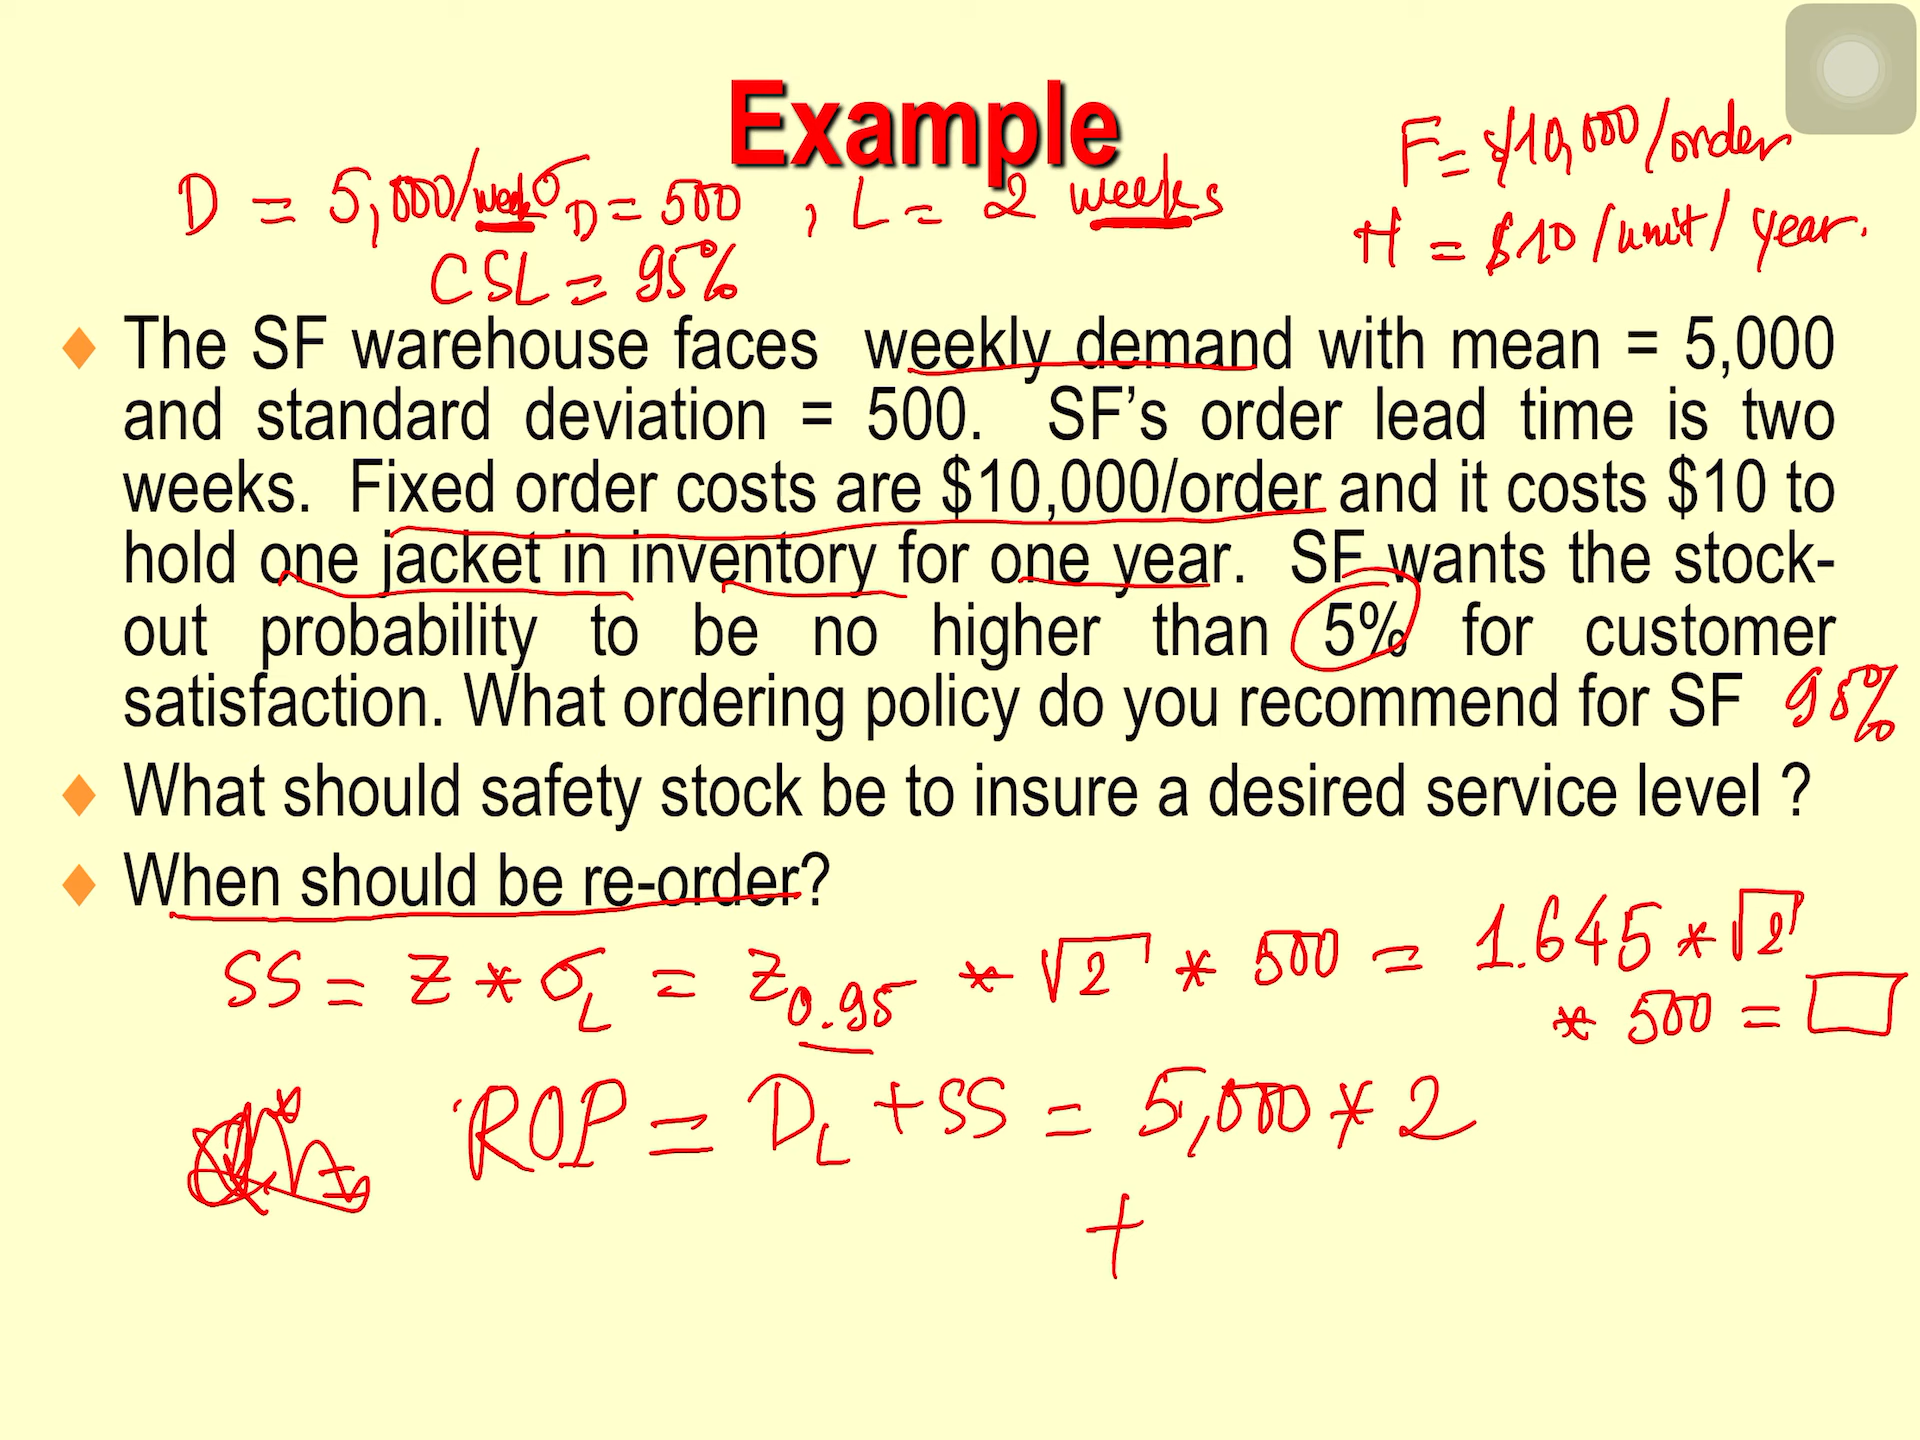 Example
F = $10,000/order
D = 5,000/week σD = 500 , L = 2 weeks
H = $10/unit/year.
CSL = 95%
The SF warehouse faces weekly demand with mean = 5,000
and standard deviation = 500. SF’s order lead time is two
weeks. Fixed order costs are $10,000/order and it costs $10 to
hold one jacket in inventory for one year. SF wants the stock-
out probability to be no higher than 5% for customer
satisfaction. What ordering policy do you recommend for SF 95%
What should safety stock be to insure a desired service level ?
When should be re-order?
SS = Z * σL = Z0.95 * √2 * 500 = 1.645 * √2
* 500 = □
ROP = DL + SS = 5,000 * 2
+